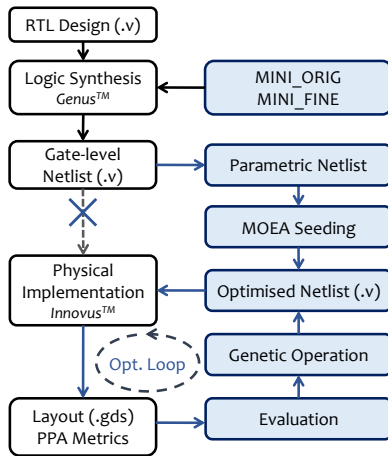 RTL Design (.v)
Logic Synthesis
Genus™
MINI_ORIG
MINI_FINE
Gate-level
Netlist (.v)
Parametric Netlist
MOEA Seeding
Physical
Implementation
Innovus™
Optimised Netlist (.v)
Opt. Loop
Genetic Operation
Layout (.gds)
PPA Metrics
Evaluation